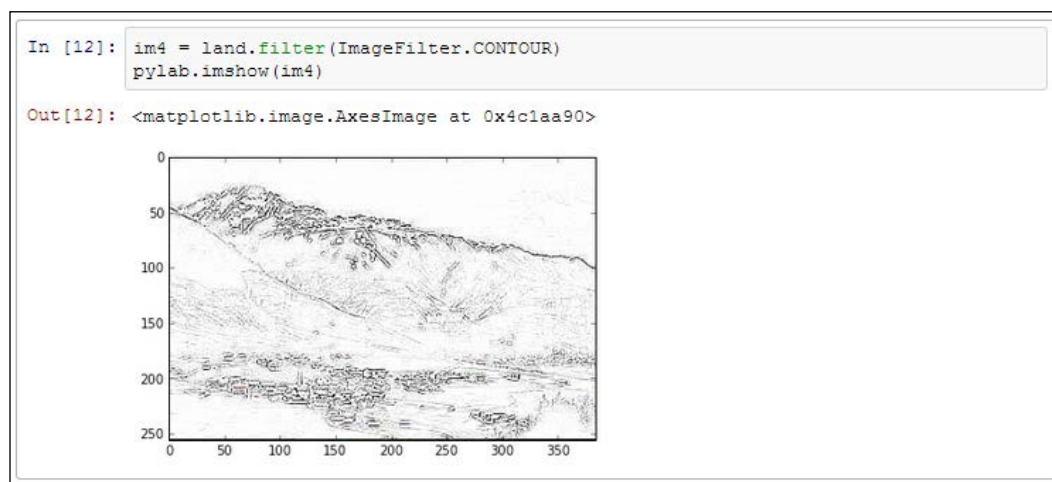 In [12]: im4 = land.filter(ImageFilter.CONTOUR)
pylab.imshow(im4)
Out[12]: <matplotlib.image.AxesImage at 0x4c1aa90>
0
50
100
150
200
250
0 50 100 150 200 250 300 350